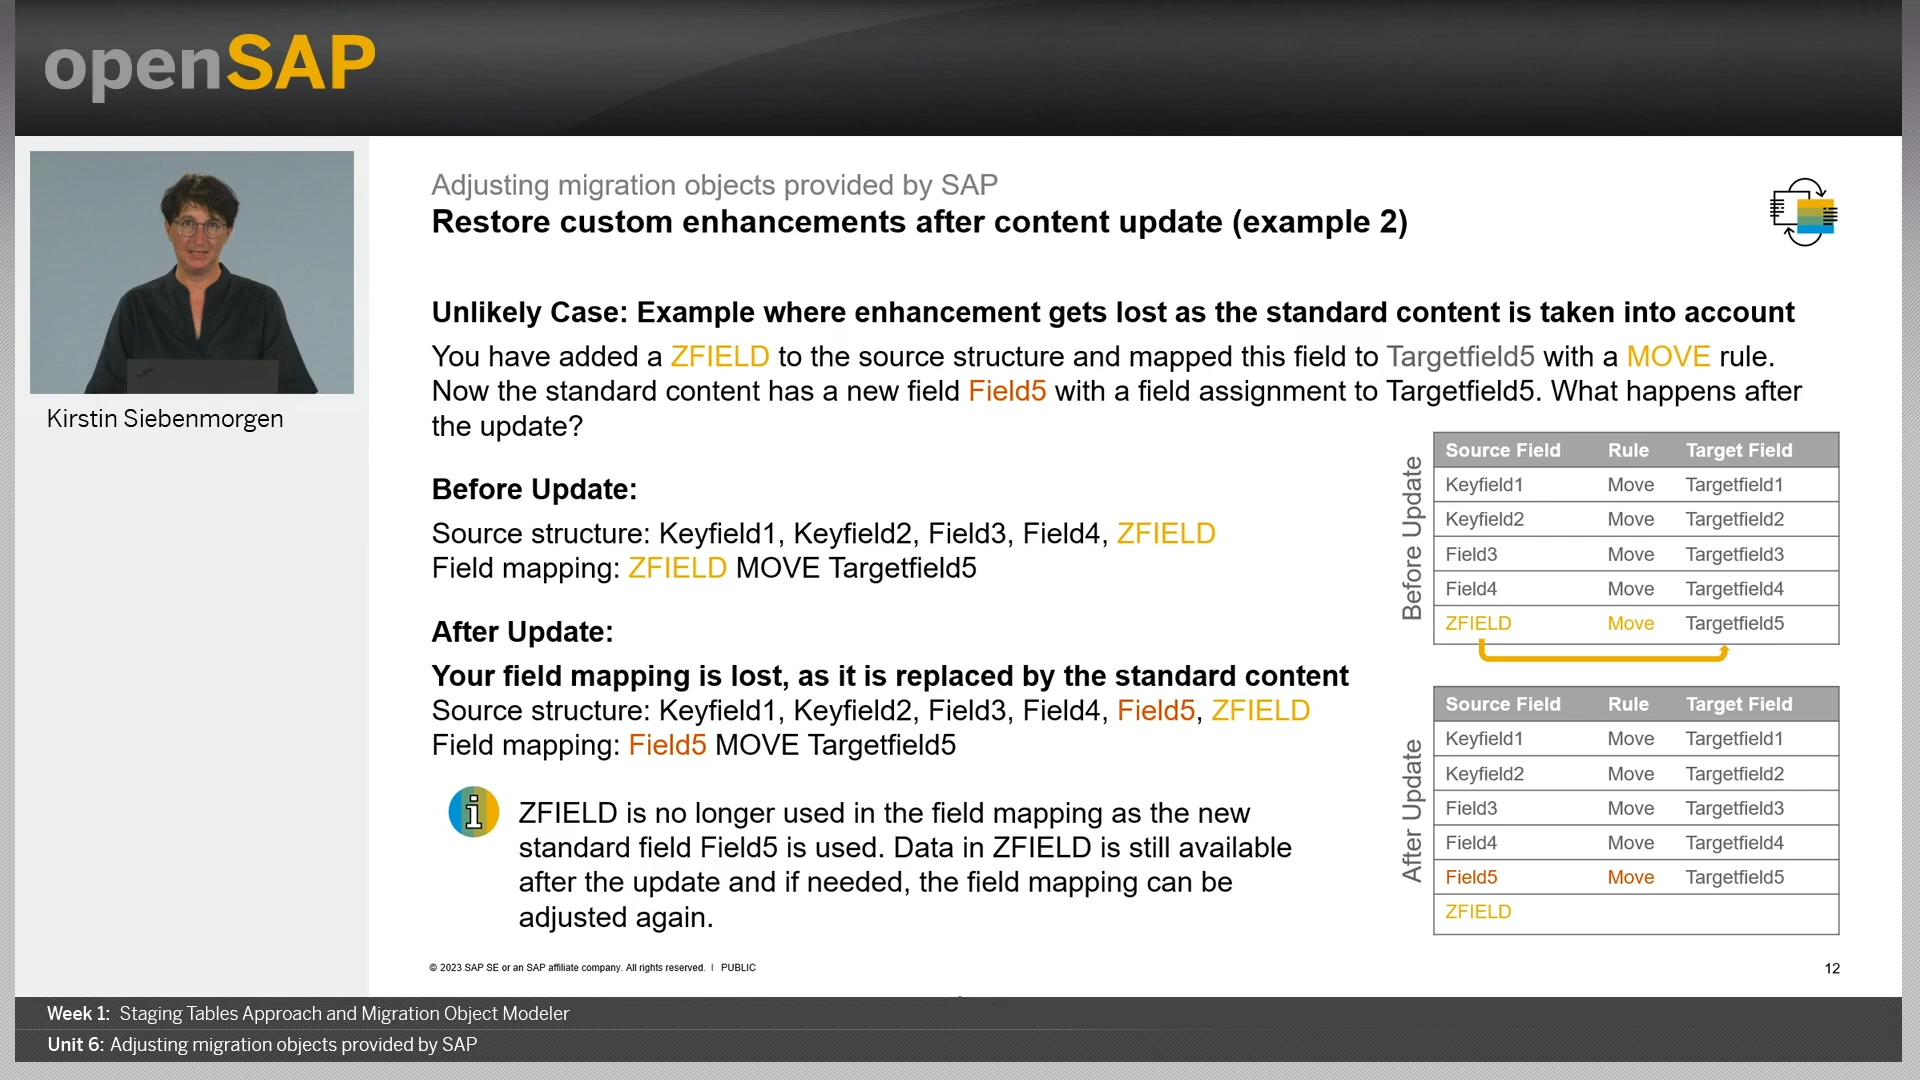 openSAP
Kirstin Siebenmorgen
Adjusting migration objects provided by SAP
Restore custom enhancements after content update (example 2)
Unlikely Case: Example where enhancement gets lost as the standard content is taken into account
You have added a ZFIELD to the source structure and mapped this field to Targetfield5 with a MOVE rule.
Now the standard content has a new field Field5 with a field assignment to Targetfield5. What happens after
the update?
Before Update:
Source structure: Keyfield1, Keyfield2, Field3, Field4, ZFIELD
Field mapping: ZFIELD MOVE Targetfield5
After Update:
Your field mapping is lost, as it is replaced by the standard content
Source structure: Keyfield1, Keyfield2, Field3, Field4, Field5, ZFIELD
Field mapping: Field5 MOVE Targetfield5
ZFIELD is no longer used in the field mapping as the new
standard field Field5 is used. Data in ZFIELD is still available
after the update and if needed, the field mapping can be
adjusted again.
Before Update
Source Field Rule Target Field
Keyfield1 Move Targetfield1
Keyfield2 Move Targetfield2
Field3 Move Targetfield3
Field4 Move Targetfield4
ZFIELD Move Targetfield5
After Update
Source Field Rule Target Field
Keyfield1 Move Targetfield1
Keyfield2 Move Targetfield2
Field3 Move Targetfield3
Field4 Move Targetfield4
Field5 Move Targetfield5
ZFIELD
© 2023 SAP SE or an SAP affiliate company. All rights reserved. | PUBLIC
12
Week 1: Staging Tables Approach and Migration Object Modeler
Unit 6: Adjusting migration objects provided by SAP